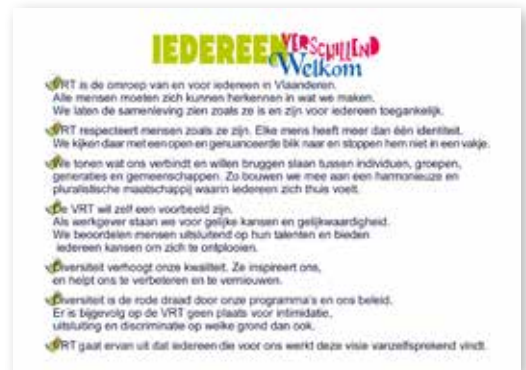 IEDEREEN VERSCHILLEND
Welkom
VRT is de omroep van en voor iedereen in Vlaanderen.
Alle mensen moeten zich kunnen herkennen in wat we maken.
We laten de samenleving zien zoals ze is en zijn voor iedereen toegankelijk.
VRT respecteert mensen zoals ze zijn. Elke mens heeft meer dan één identiteit.
We kijken daar met een open en genuanceerde blik naar en stoppen hem niet in een vakje.
We tonen wat ons verbindt en willen bruggen slaan tussen individuen, groepen,
generaties en gemeenschappen. Zo bouwen we mee aan een harmonieuze en
pluralistische maatschappij waarin iedereen zich thuis voelt.
De VRT wil zelf een voorbeeld zijn.
Als werkgever staan we voor gelijke kansen en gelijkwaardigheid.
We beoordelen mensen uitsluitend op hun talenten en bieden
iedereen kansen om zich te ontplooien.
Diversiteit verhoogt onze kwaliteit. Ze inspireert ons,
en helpt ons te verbeteren en te vernieuwen.
Diversiteit is de rode draad door onze programma's en ons beleid.
Er is bijgevolg op de VRT geen plaats voor intimidatie,
uitsluiting en discriminatie op welke grond dan ook.
VRT gaat ervan uit dat iedereen die voor ons werkt deze visie vanzelfsprekend vindt.